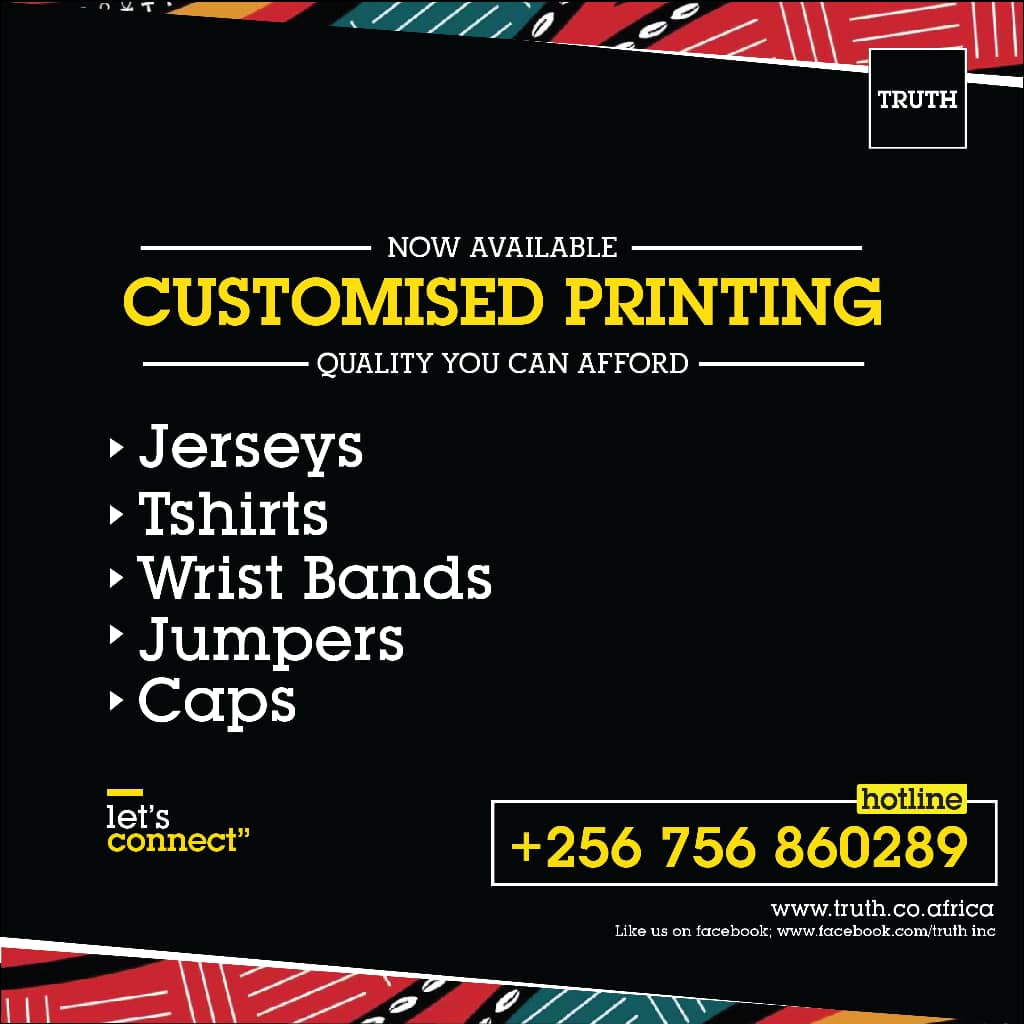 TRUTH
NOW AVAILABLE
CUSTOMISED PRINTING
QUALITY YOU CAN AFFORD
Jerseys
Tshirts
Wrist Bands
Jumpers
Caps
let's
connect”
hotline
+256 756 860289
www.truth.co.africa
Like us on facebook; www.facebook.com/truth inc